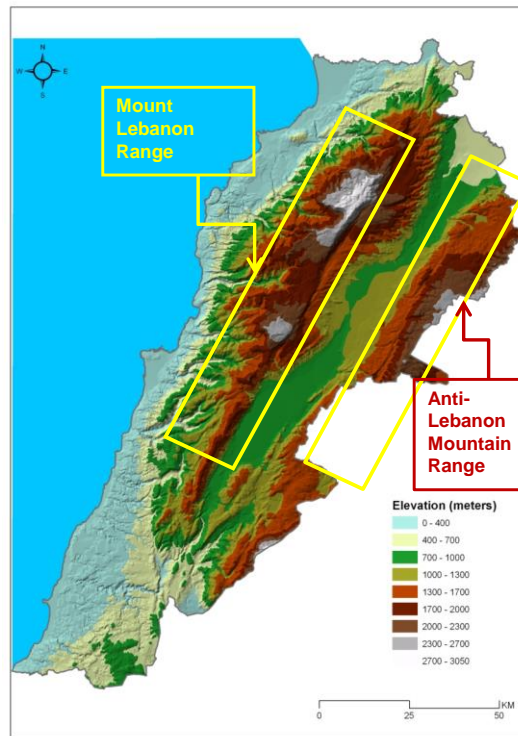 N
W E
S
Mount
Lebanon
Range
Anti-
Lebanon
Mountain
Range
Elevation (meters)
0 - 400
400 - 700
700 - 1000
1000 - 1300
1300 - 1700
1700 - 2000
2000 - 2300
2300 - 2700
2700 - 3050
KM
0 25 50